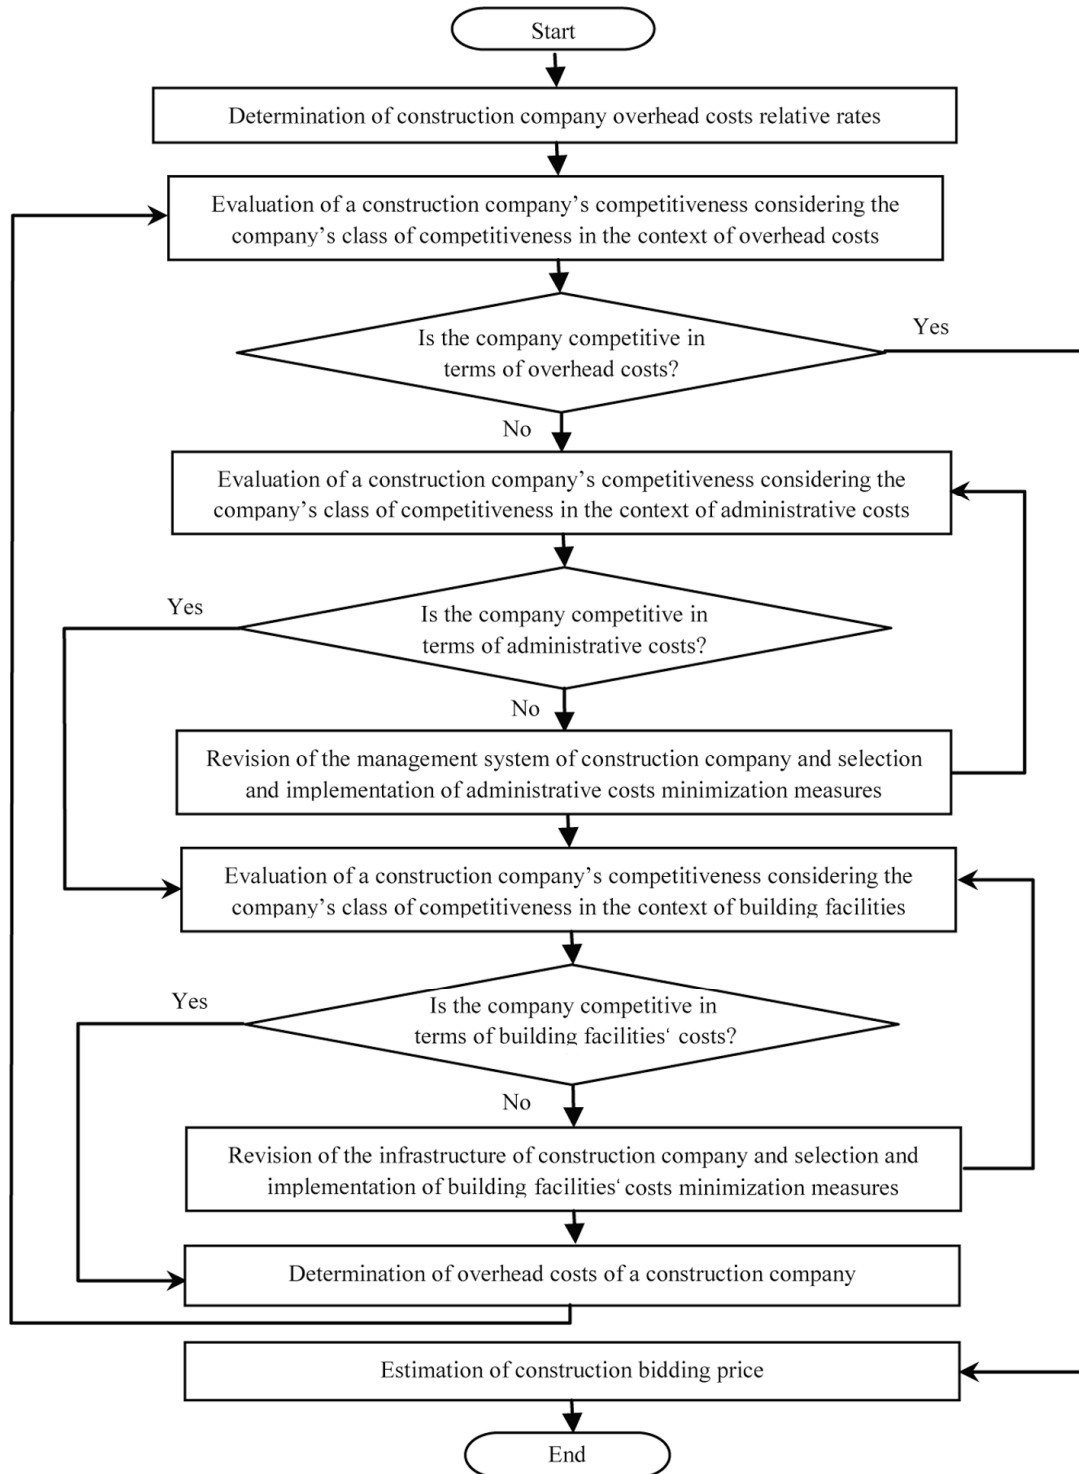 Start
Determination of construction company overhead costs relative rates
Evaluation of a construction company’s competitiveness considering the
company’s class of competitiveness in the context of overhead costs
Is the company competitive in
terms of overhead costs?
Yes
No
Evaluation of a construction company’s competitiveness considering the
company’s class of competitiveness in the context of administrative costs
Yes
Is the company competitive in
terms of administrative costs?
No
Revision of the management system of construction company and selection
and implementation of administrative costs minimization measures
Evaluation of a construction company’s competitiveness considering the
company’s class of competitiveness in the context of building facilities
Yes
Is the company competitive in
terms of building facilities‘ costs?
No
Revision of the infrastructure of construction company and selection and
implementation of building facilities‘ costs minimization measures
Determination of overhead costs of a construction company
Estimation of construction bidding price
End